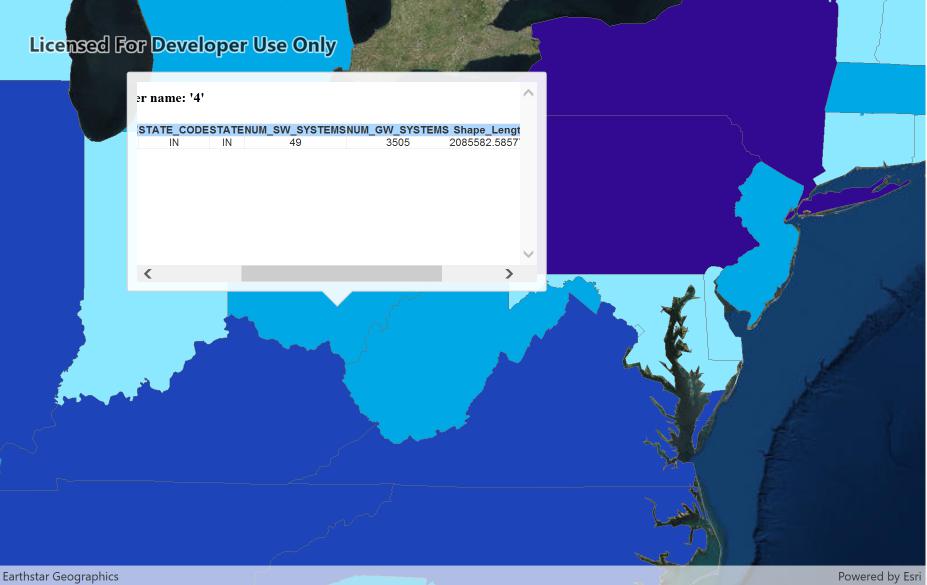 Licensed For Developer Use Only
er name: '4'
STATE_CODE STATE NUM_SW_SYSTEMS NUM_GW_SYSTEMS Shape_Lengt
IN IN 49 3505 2085582.5857
Earthstar Geographics Powered by Esri